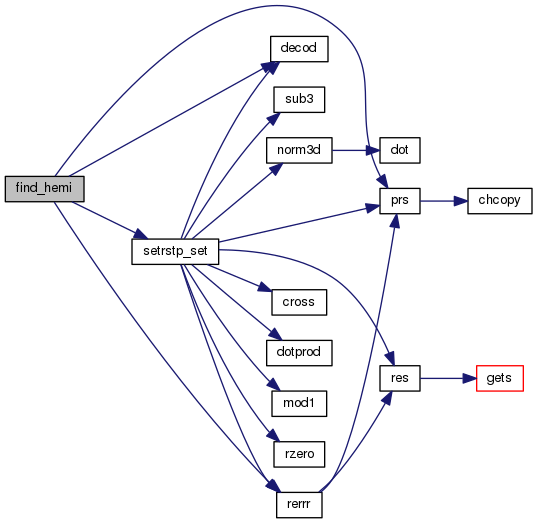 decod
sub3
norm3d
dot
find_hemi
prs
chcopy
setrstp_set
cross
dotprod
res
gets
mod1
rzero
rerrr